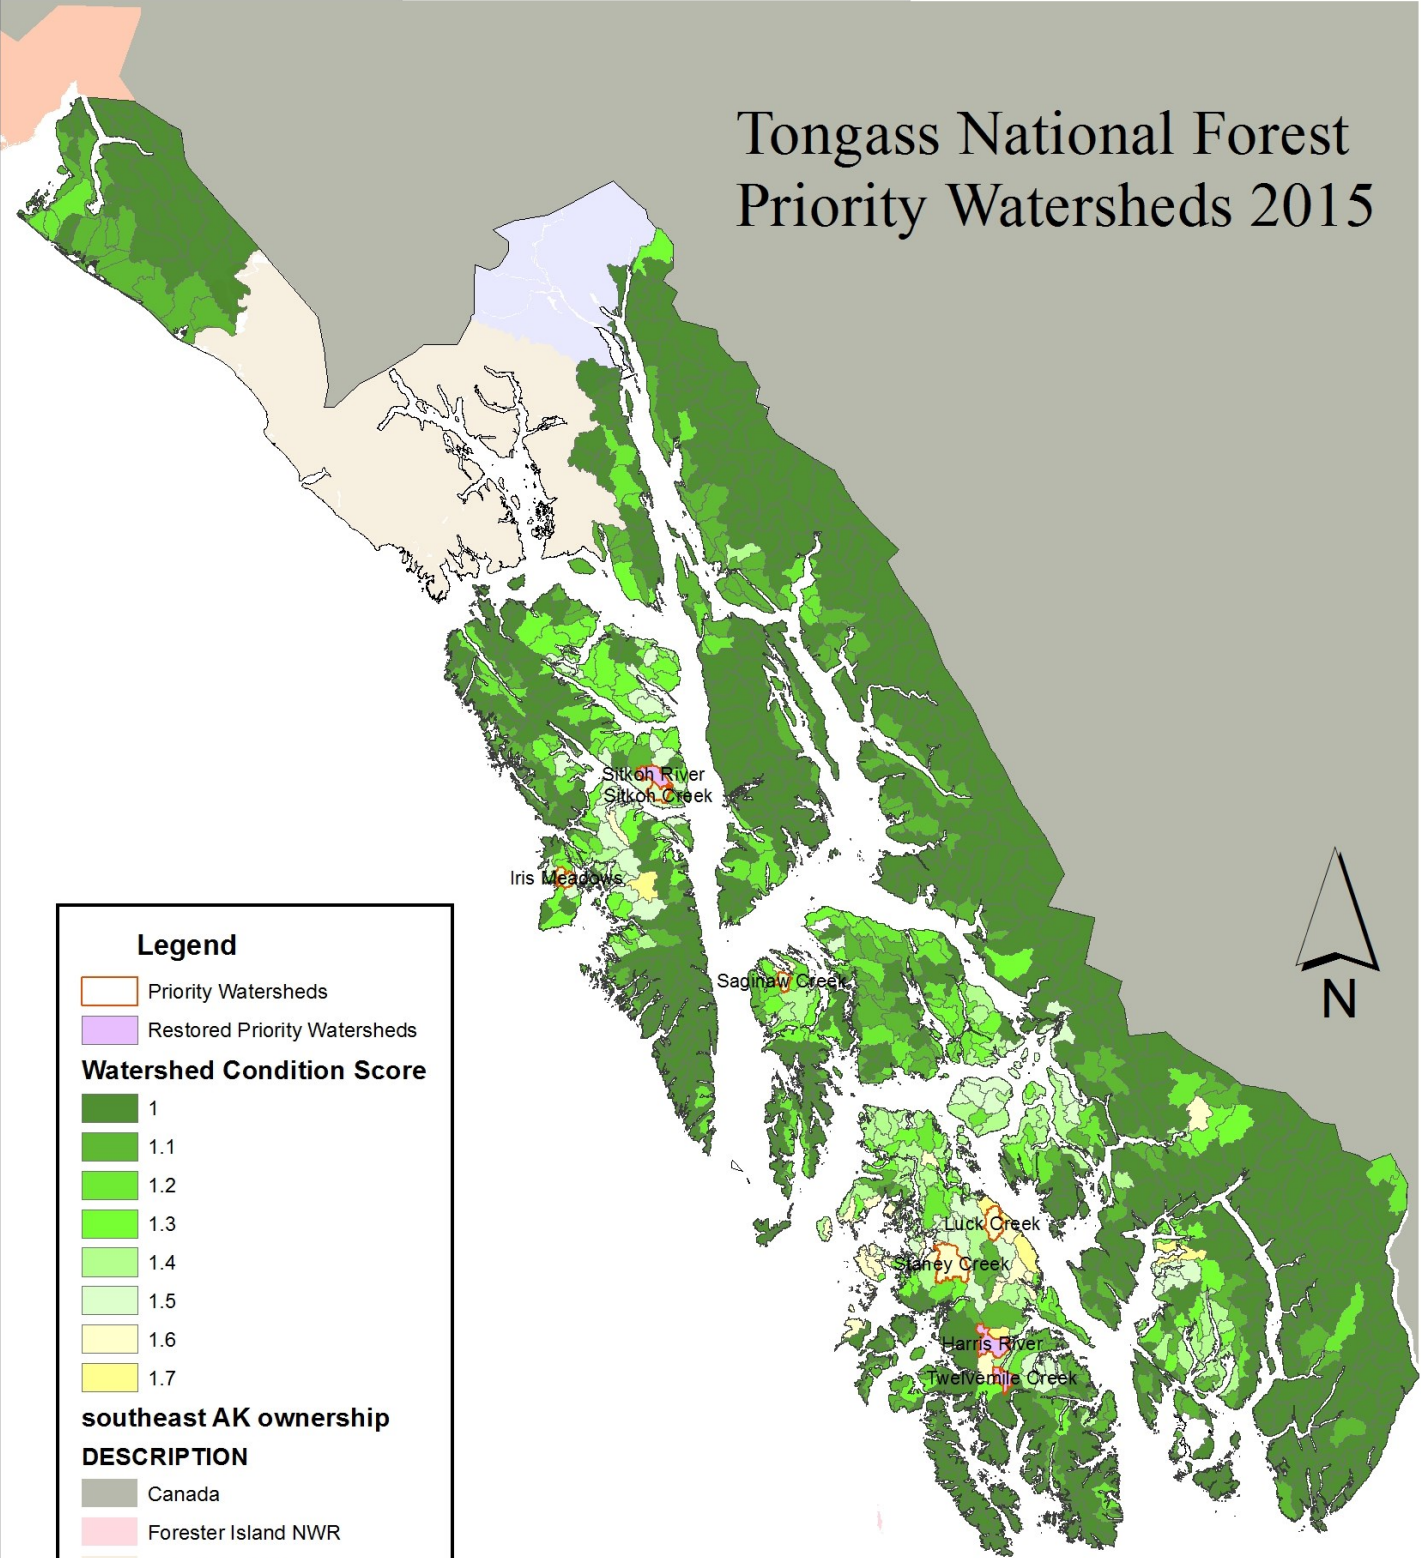 Tongass National Forest
Priority Watersheds 2015
Sitkoh River
Sitkoh Creek
Iris Meadows
Saginaw Creek
N
Luck Creek
Staney Creek
Harris River
Twelvemile Creek
Legend
Priority Watersheds
Restored Priority Watersheds
Watershed Condition Score
1
1.1
1.2
1.3
1.4
1.5
1.6
1.7
southeast AK ownership
DESCRIPTION
Canada
Forester Island NWR